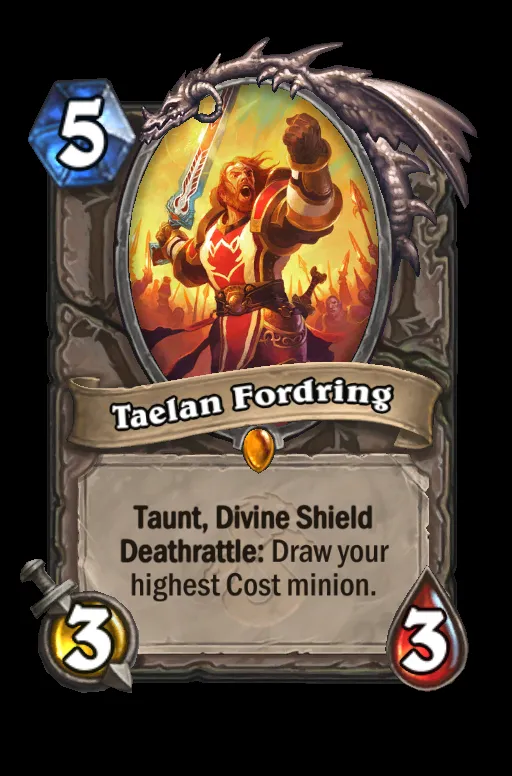 5
Taelan Fordring
Taunt, Divine Shield
Deathrattle: Draw your
highest Cost minion.
3
3